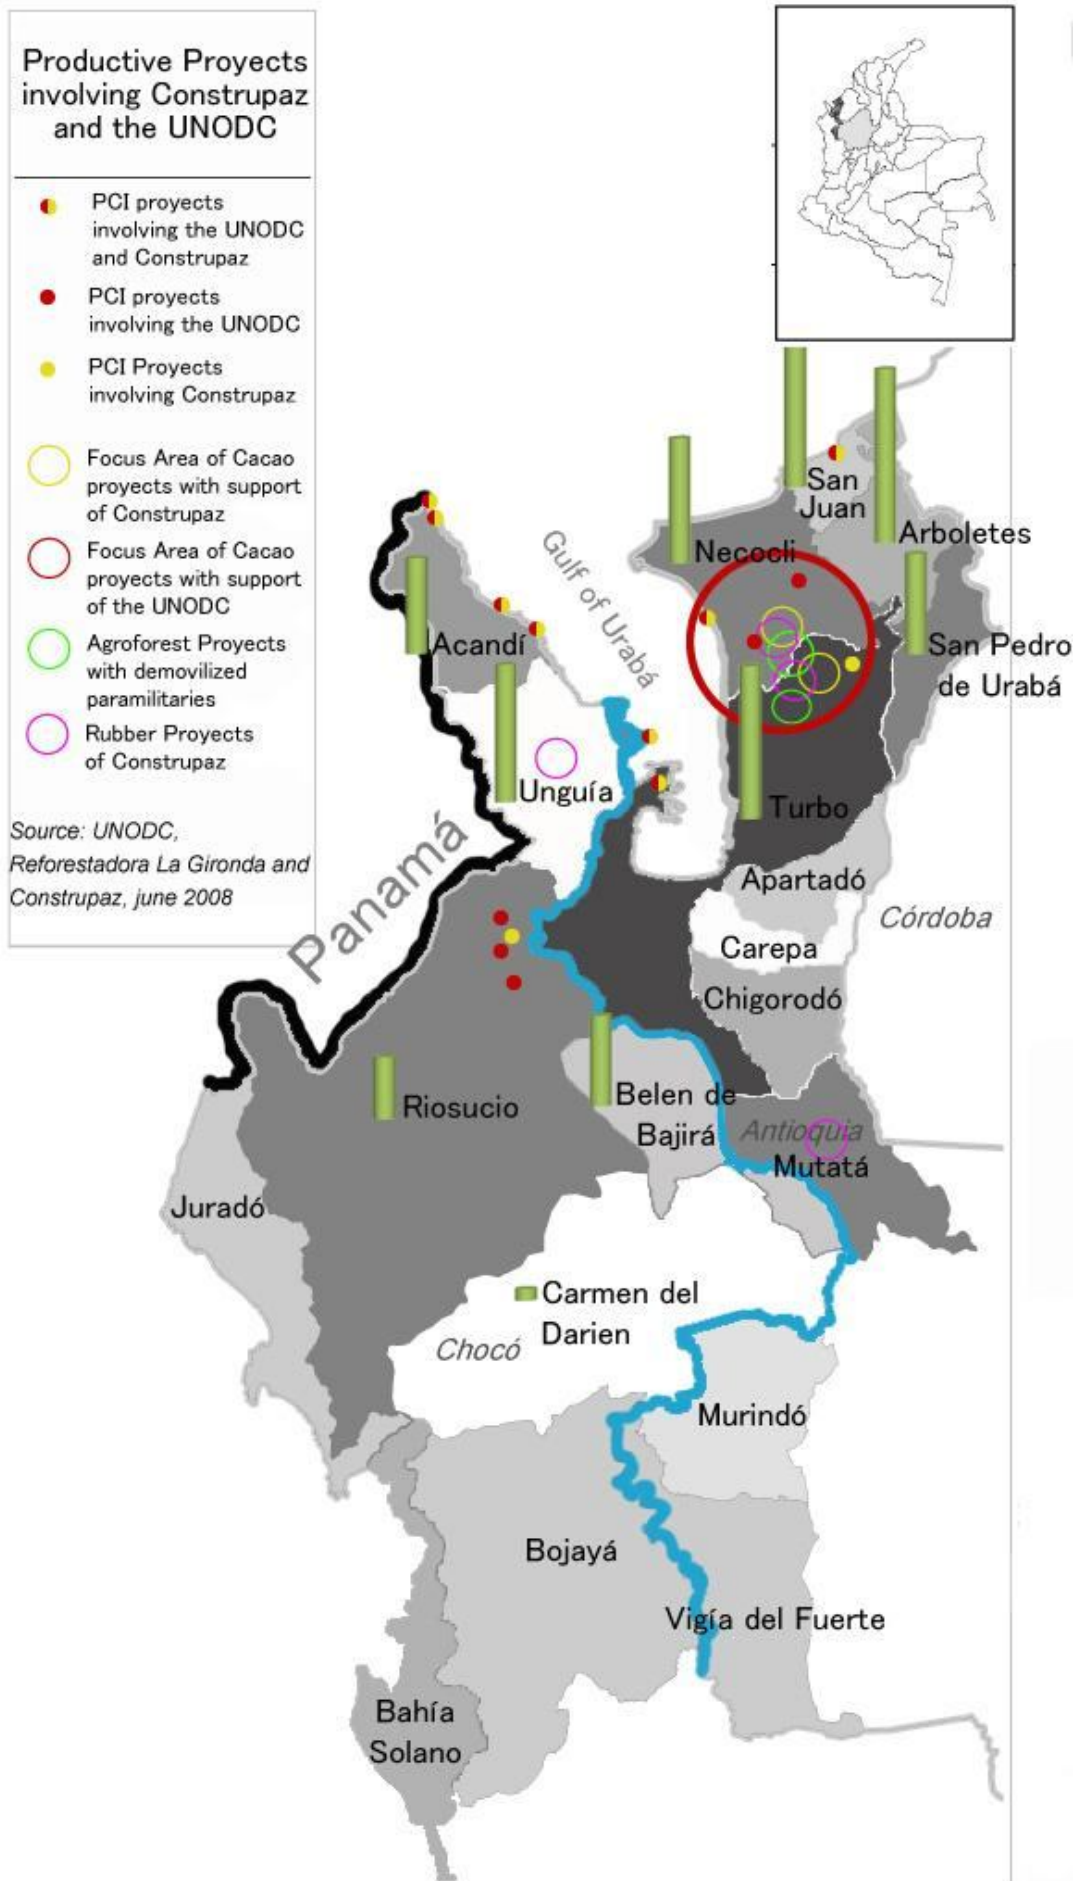 Productive Proyects
involving Construpaz
and the UNODC
PCI proyects
involving the UNODC
and Construpaz
PCI proyects
involving the UNODC
PCI Proyects
involving Construpaz
Focus Area of Cacao
proyects with support
of Construpaz
Focus Area of Cacao
proyects with support
of the UNODC
Agroforest Proyects
with demovilized
paramilitaries
Rubber Proyects
of Construpaz
Source: UNODC,
Reforestadora La Gironda and
Construpaz, june 2008
San
Juan
Arboletes
Necocli
Gulf of Urabá
Acandí
San Pedro
de Urabá
Unguía
Turbo
Panamá
Apartadó
Córdoba
Carepa
Chigorodó
Riosucio
Belen de
Bajirá
Antioquia
Mutatá
Juradó
Carmen del
Darien
Chocó
Murindó
Bojayá
Vigía del Fuerte
Bahía
Solano